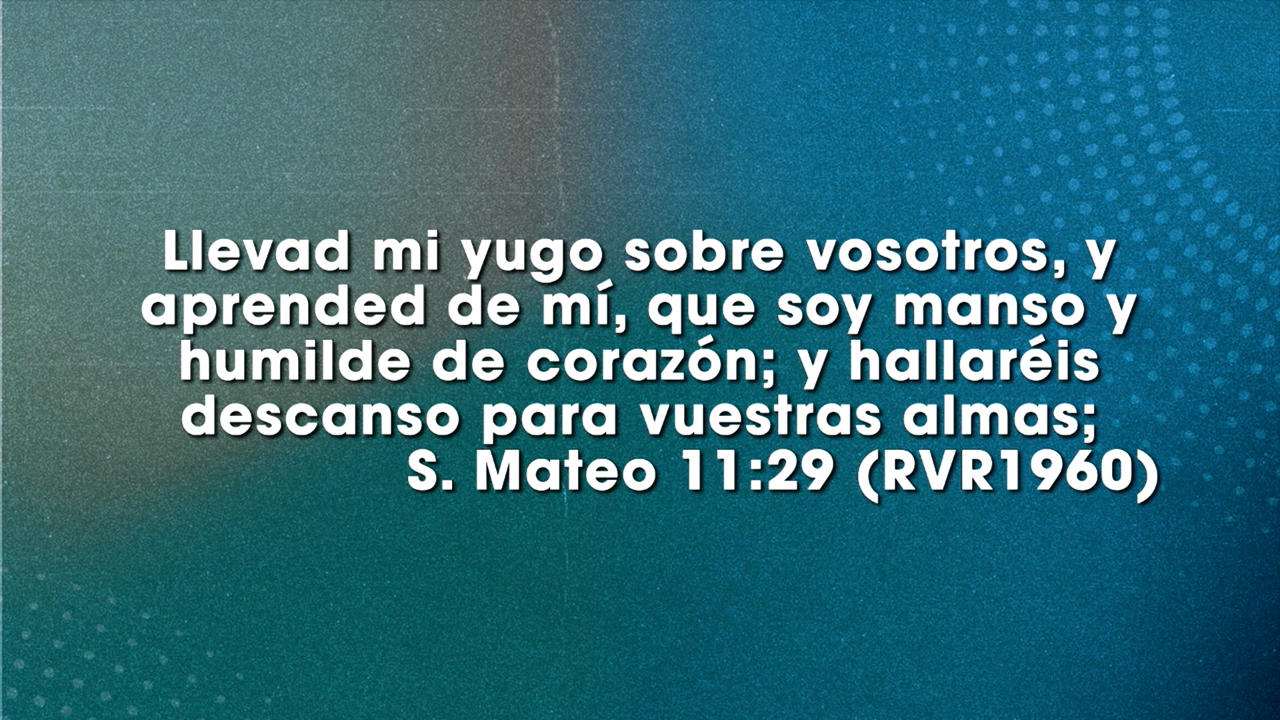 Llevad mi yugo sobre vosotros, y
aprended de mí, que soy manso y
humilde de corazón; y hallaréis
descanso para vuestras almas;
S. Mateo 11:29 (RVR1960)